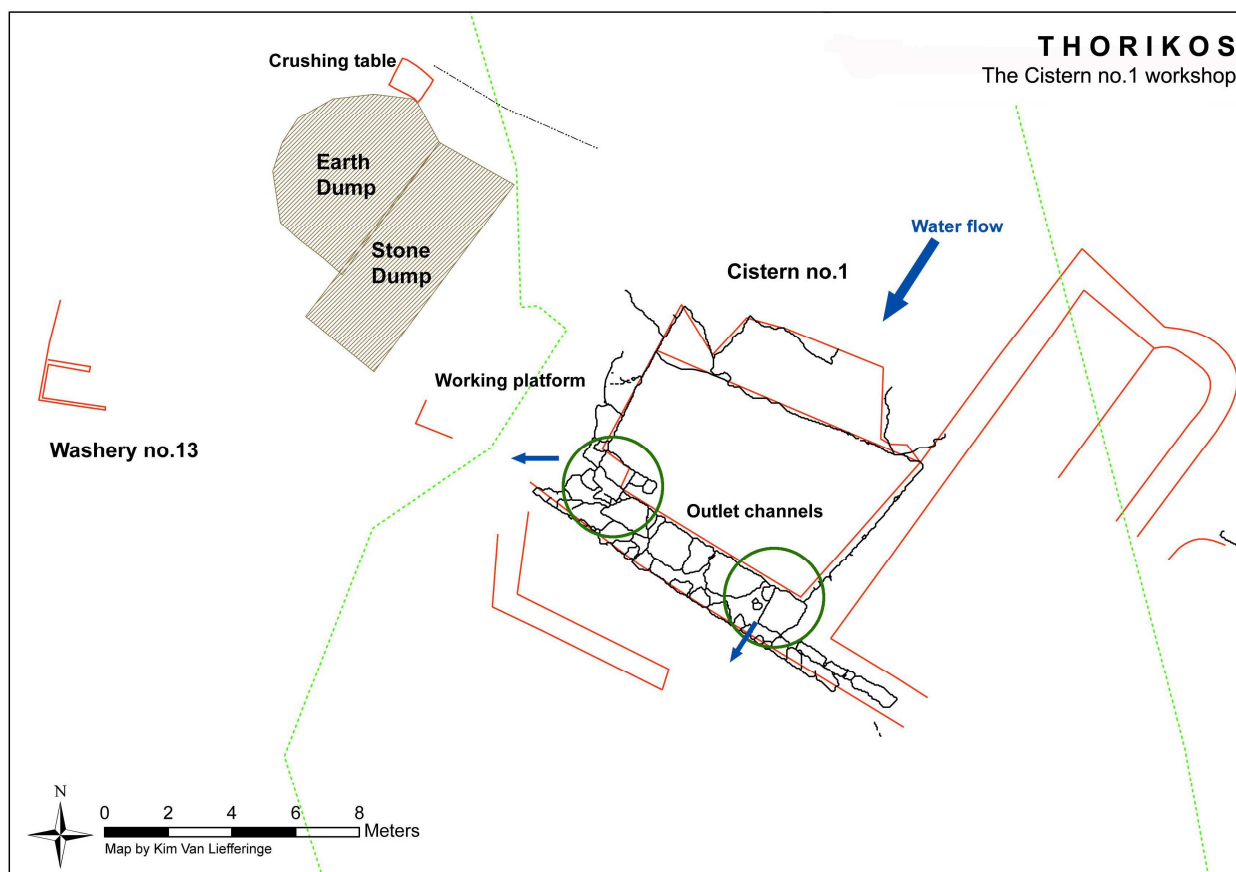 THORIKOS
The Cistern no.1 workshop
Crushing table
Earth
Dump
Stone
Dump
Water flow
Cistern no.1
Working platform
Washery no.13
Outlet channels
N
0 2 4 6 8 Meters
Map by Kim Van Liefferinge